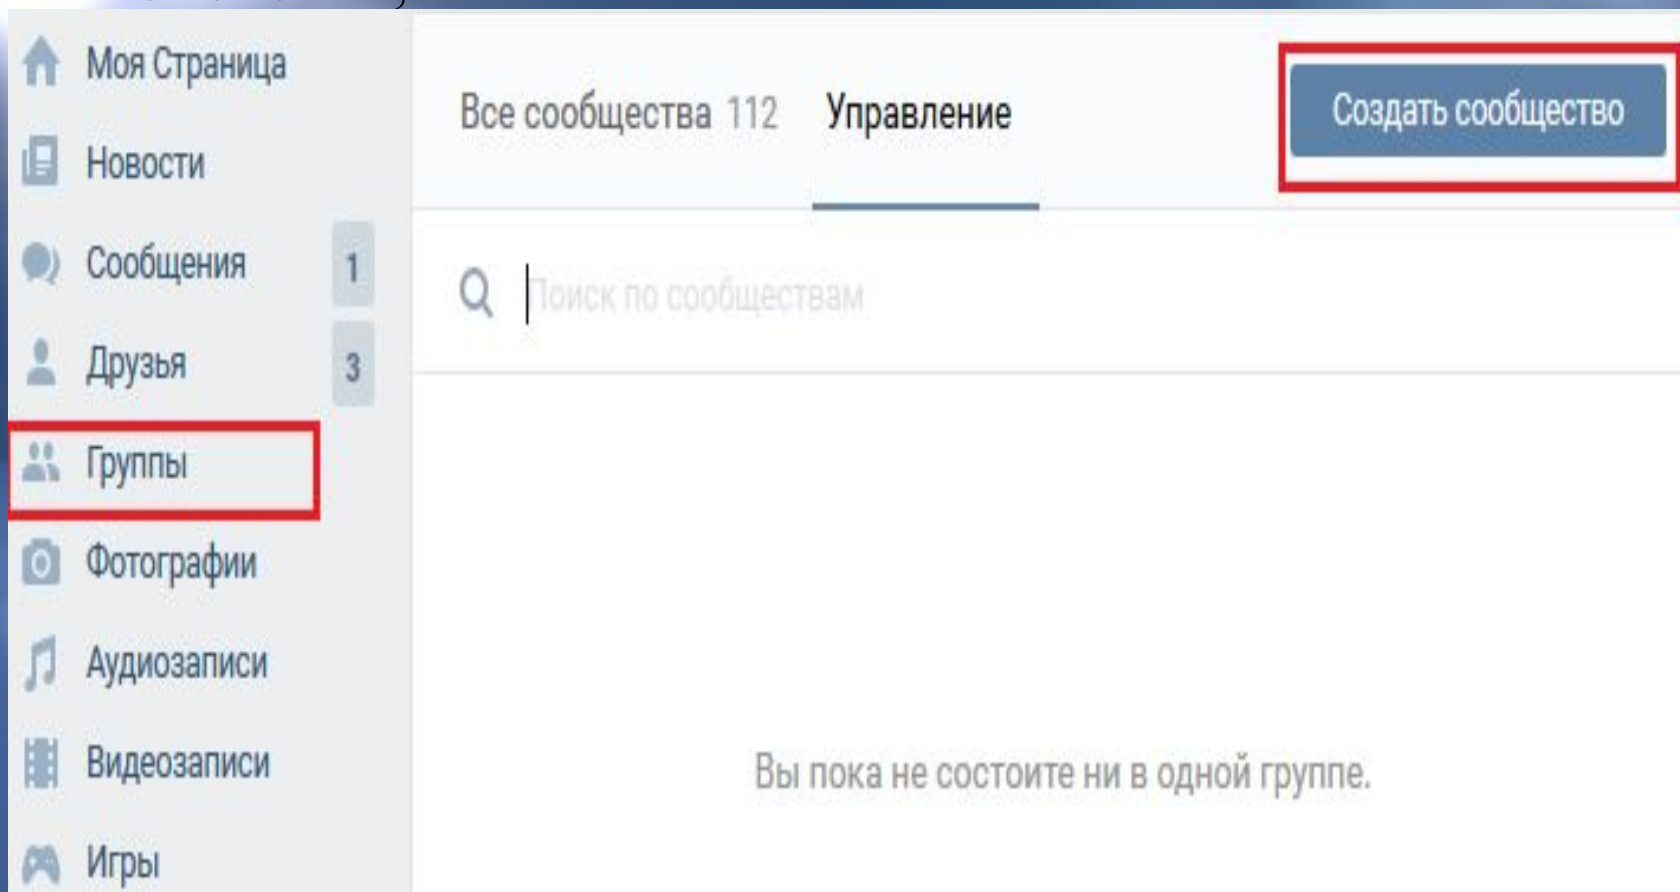 Моя Страница
Новости
Сообщения 1
Друзья 3
Группы
Фотографии
Аудиозаписи
Видеозаписи
Игры
Все сообщества 112 Управление Создать сообщество
Поиск по сообществам
Вы пока не состоите ни в одной группе.